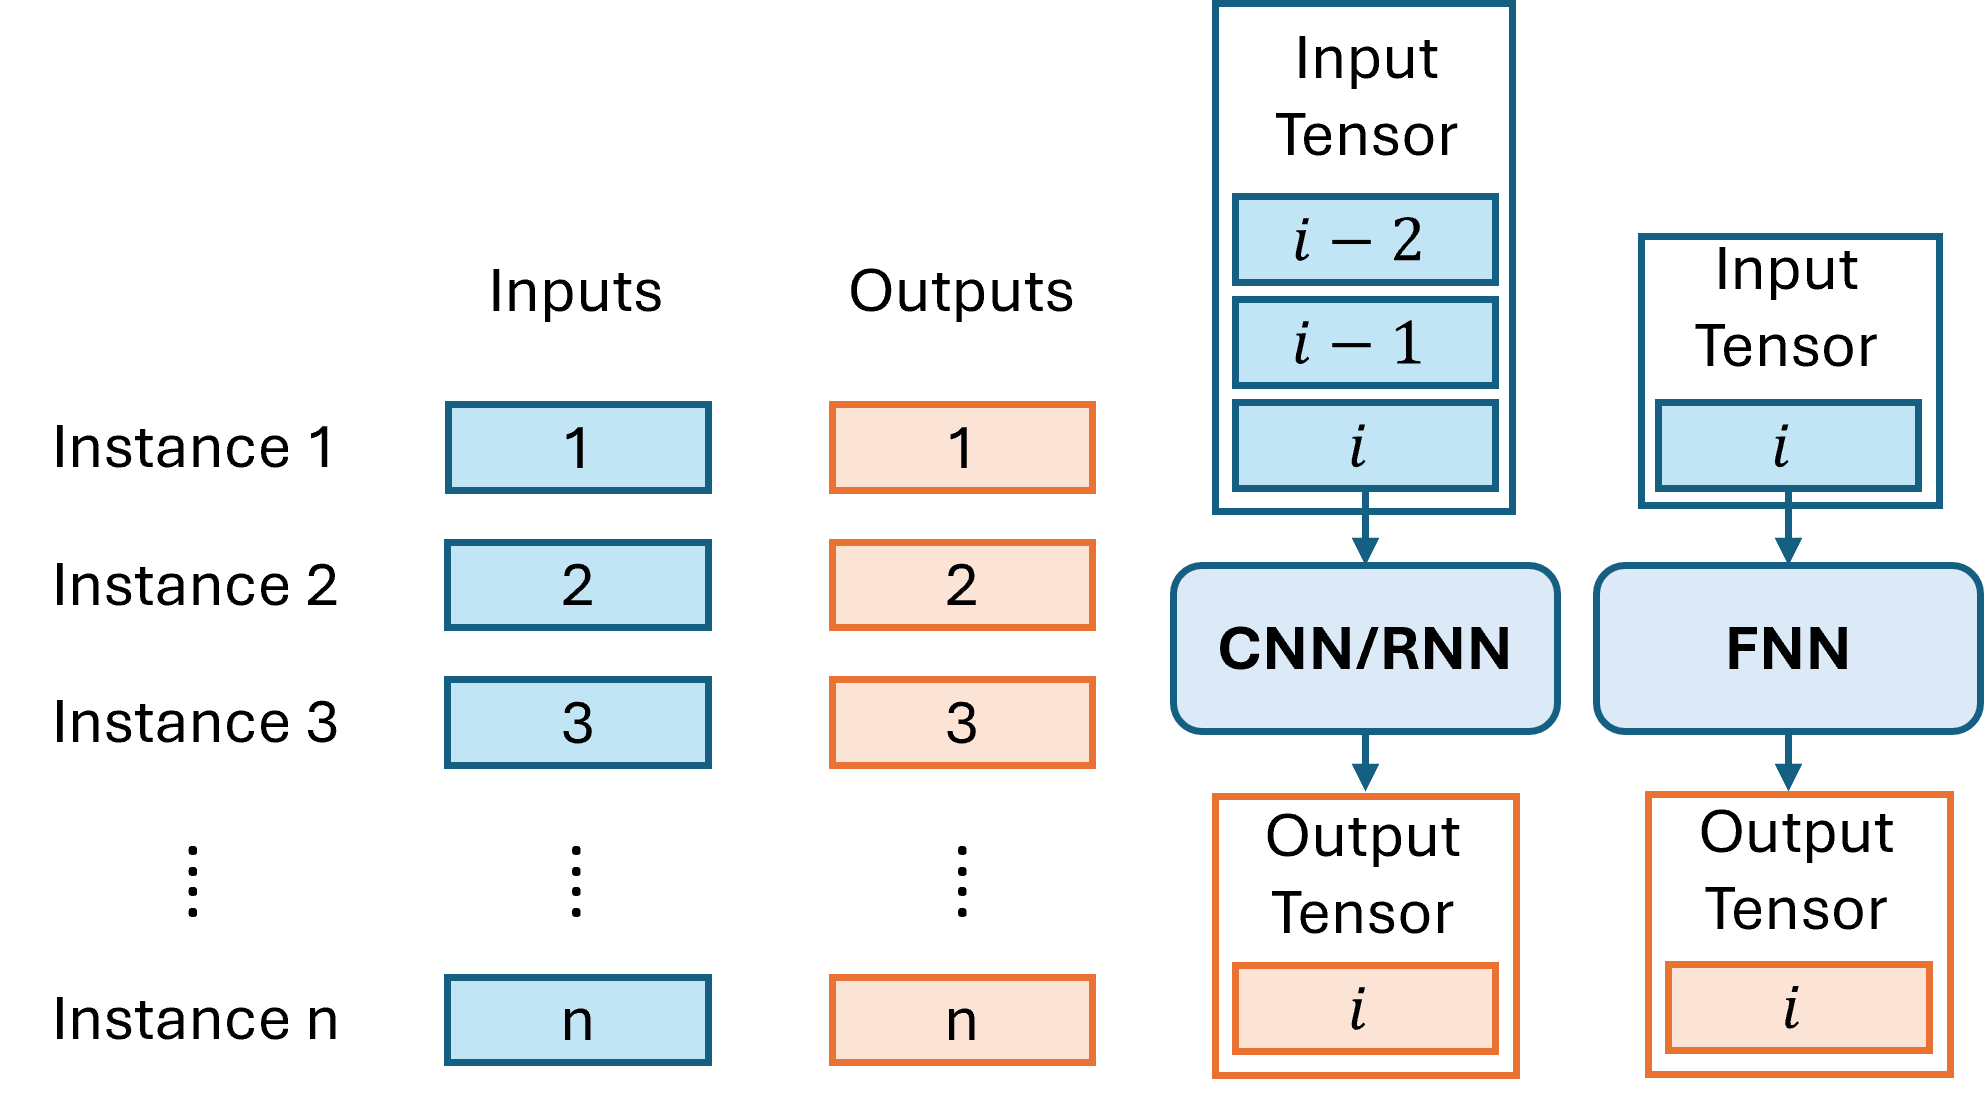 Inputs
Outputs
Instance 1
1
1
Instance 2
2
2
Instance 3
3
3
Instance n
n
n
Input
Tensor
i − 2
i − 1
i
CNN/RNN
Output
Tensor
i
Input
Tensor
i
FNN
Output
Tensor
i